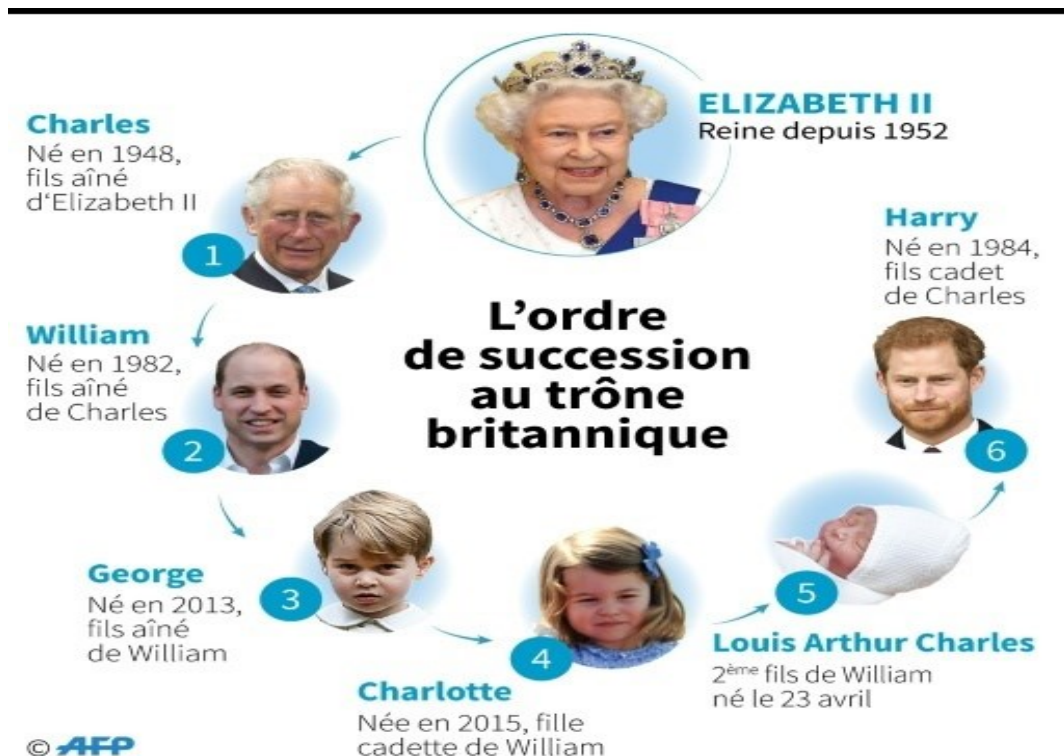 ELIZABETH II
Reine depuis 1952
Charles
Né en 1948,
fils aîné
d‘Elizabeth II
1
William
Né en 1982,
fils aîné
de Charles
2
L’ordre
de succession
au trône
britannique
George
Né en 2013,
fils aîné
de William
3
Charlotte
Née en 2015, fille
cadette de William
4
Louis Arthur Charles
2ème fils de William
né le 23 avril
5
Harry
Né en 1984,
fils cadet
de Charles
6
© AFP